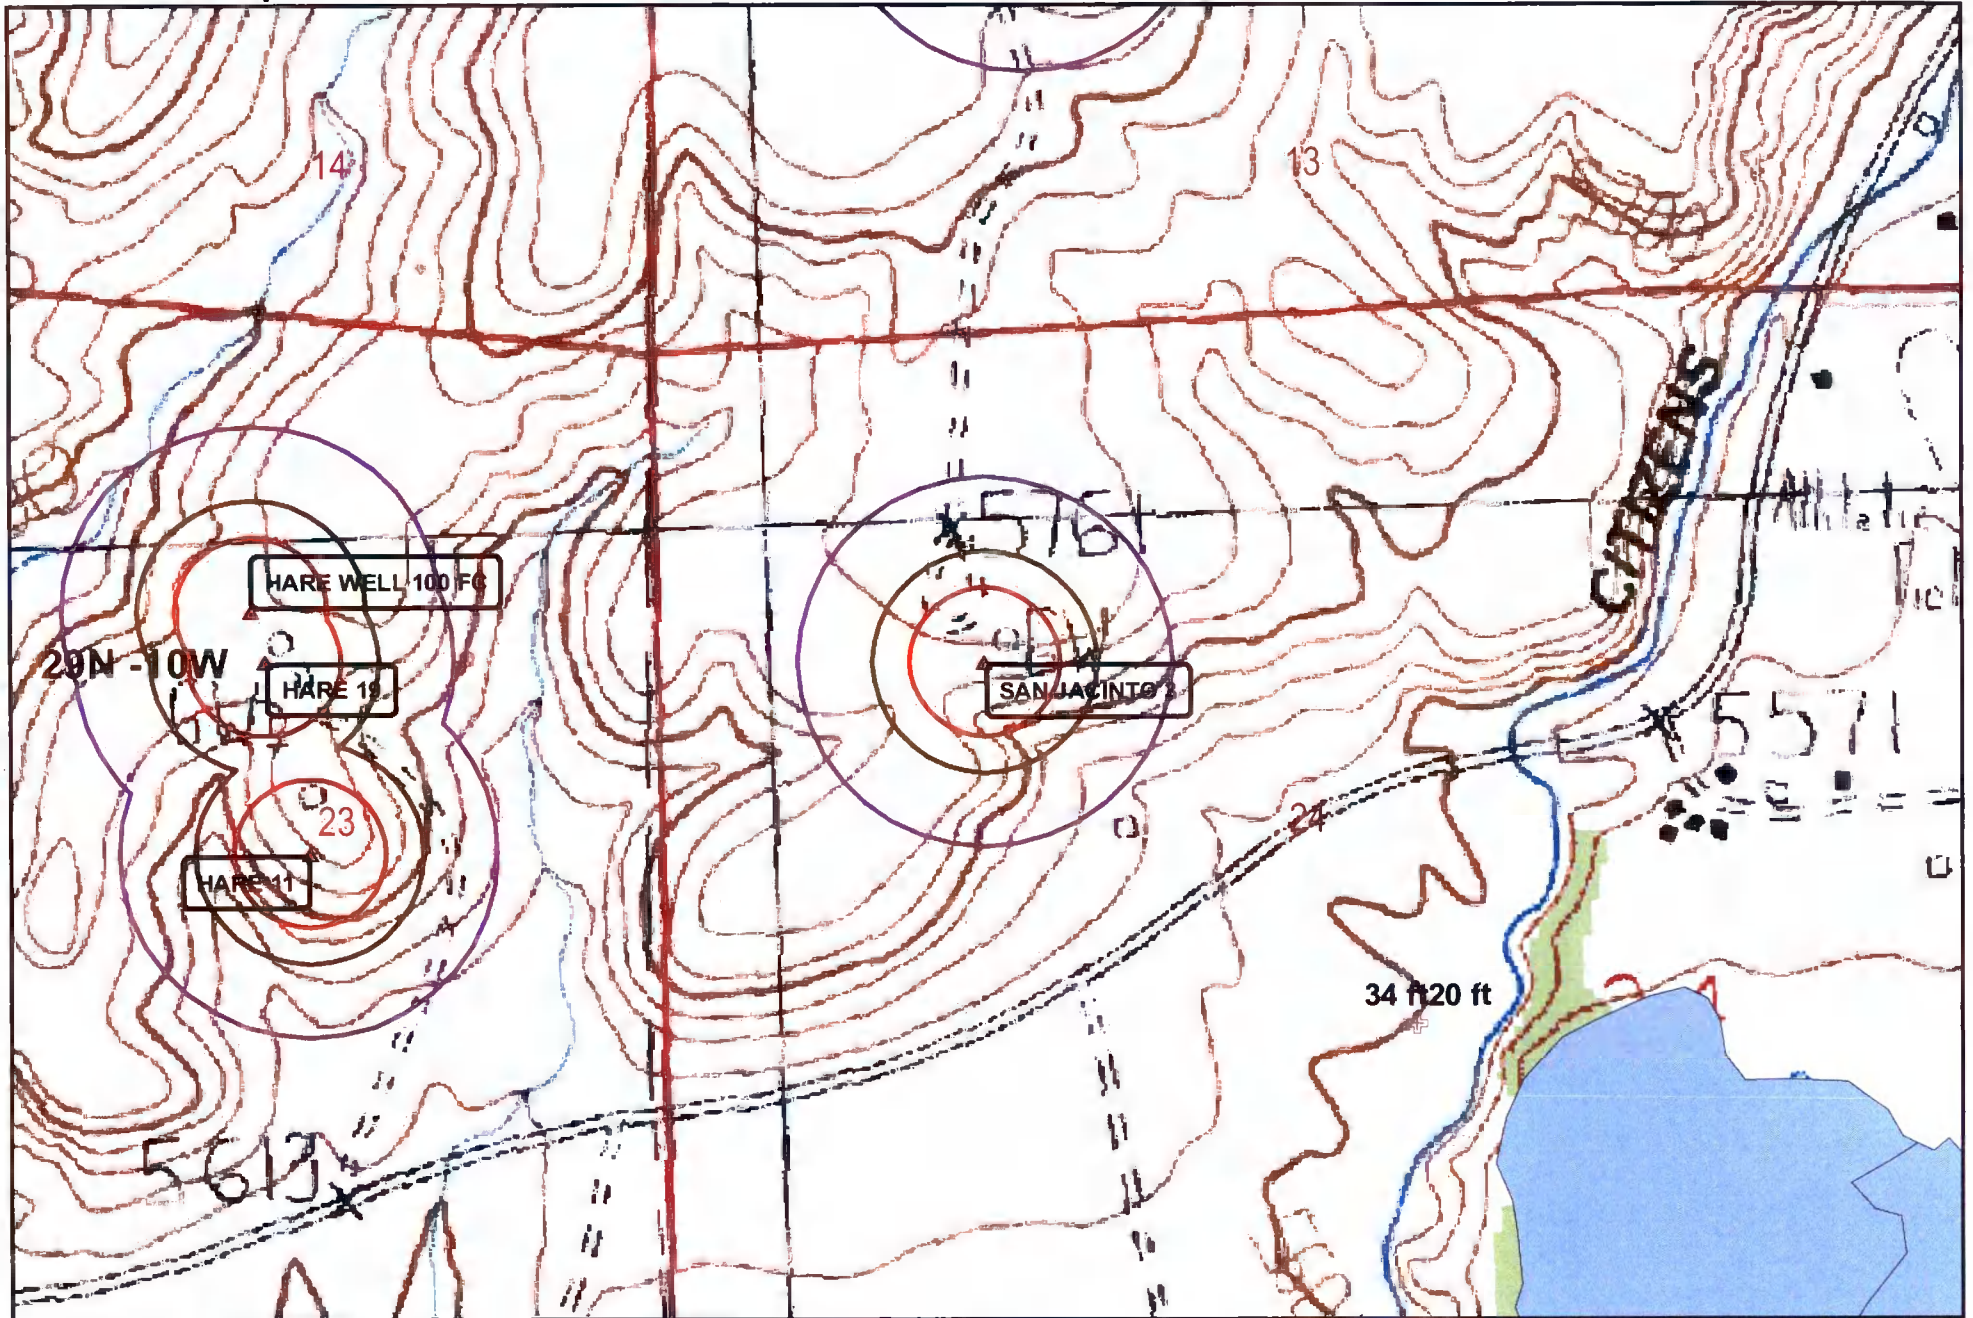 14
13
CITIZENS
5761
HARE WELL 100 FC
29N -10W
HARE 19
SAN JACINTO
5571
23
24
HARE 11
34 ft20 ft
5613